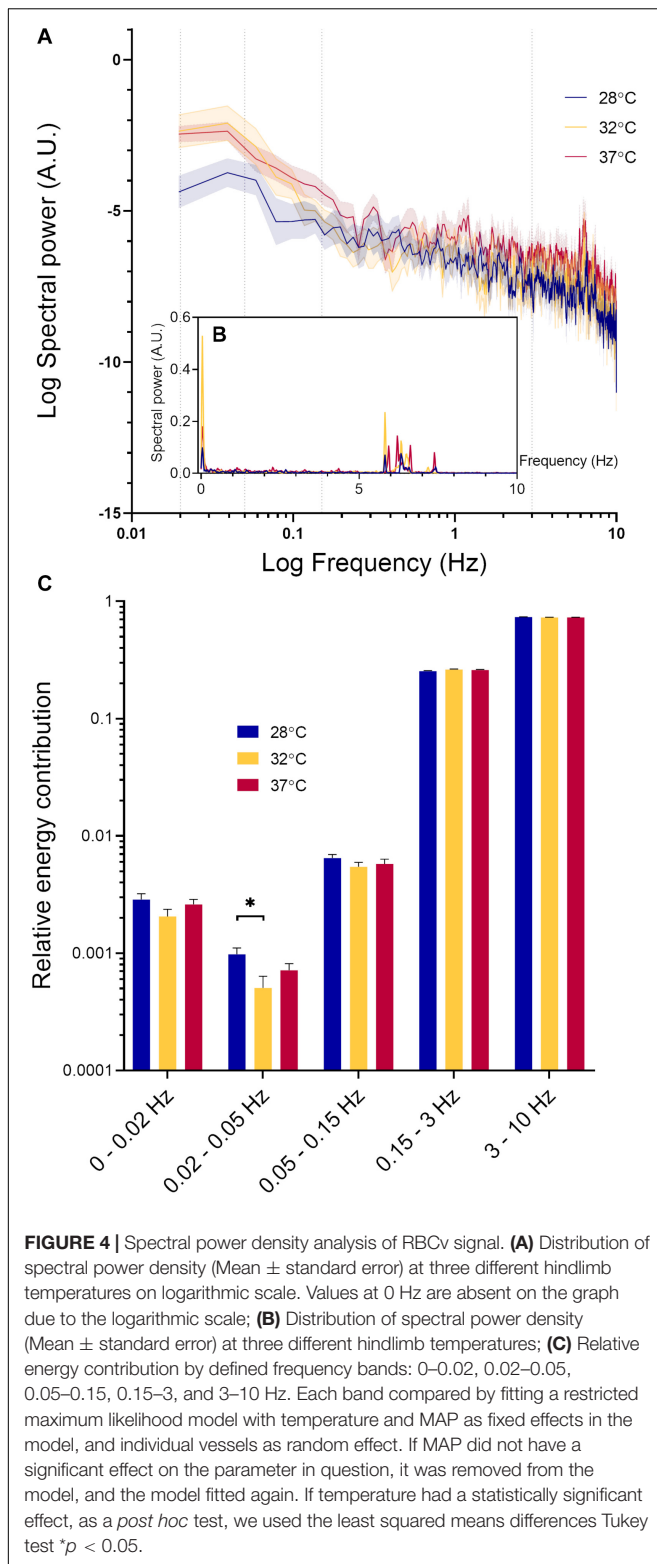 A
0
-5
-10
-15
Log Spectral power (A.U.)
28°C
32°C
37°C
B
0.6
0.4
0.2
0.0
Spectral power (A.U.)
0
5
10
Frequency (Hz)
0.01
0.1
1
10
Log Frequency (Hz)
C
1
0.1
0.01
0.001
0.0001
Relative energy contribution
28°C
32°C
37°C
*
0 - 0.02 Hz
0.02 - 0.05 Hz
0.05 - 0.15 Hz
0.15 - 3 Hz
3 - 10 Hz
FIGURE 4 | Spectral power density analysis of RBCv signal. (A) Distribution of
spectral power density (Mean ± standard error) at three different hindlimb
temperatures on logarithmic scale. Values at 0 Hz are absent on the graph
due to the logarithmic scale; (B) Distribution of spectral power density
(Mean ± standard error) at three different hindlimb temperatures; (C) Relative
energy contribution by defined frequency bands: 0–0.02, 0.02–0.05,
0.05–0.15, 0.15–3, and 3–10 Hz. Each band compared by fitting a restricted
maximum likelihood model with temperature and MAP as fixed effects in the
model, and individual vessels as random effect. If MAP did not have a
significant effect on the parameter in question, it was removed from the
model, and the model fitted again. If temperature had a statistically significant
effect, as a post hoc test, we used the least squared means differences Tukey
test *p < 0.05.